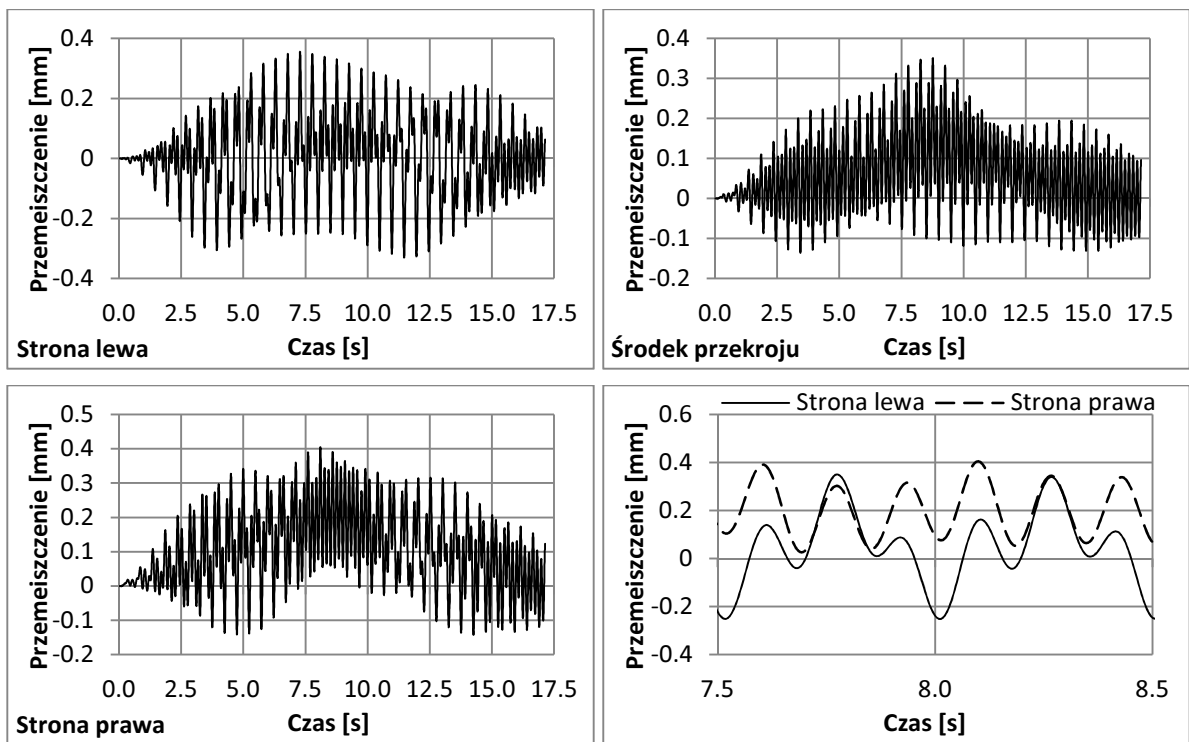 Przemeiszczenie [mm]
0.4
0.2
0
-0.2
-0.4
0.0 2.5 5.0 7.5 10.0 12.5 15.0 17.5
Strona lewa
Czas [s]
Przemeiszczenie [mm]
0.4
0.3
0.2
0.1
0
-0.1
-0.2
0.0 2.5 5.0 7.5 10.0 12.5 15.0 17.5
Środek przekroju
Czas [s]
Przemeiszczenie [mm]
0.5
0.4
0.3
0.2
0.1
0
-0.1
-0.2
0.0 2.5 5.0 7.5 10.0 12.5 15.0 17.5
Strona prawa
Czas [s]
Strona lewa Strona prawa
Przemeiszczenie [mm]
0.6
0.4
0.2
0
-0.2
-0.4
7.5 8.0 8.5
Czas [s]